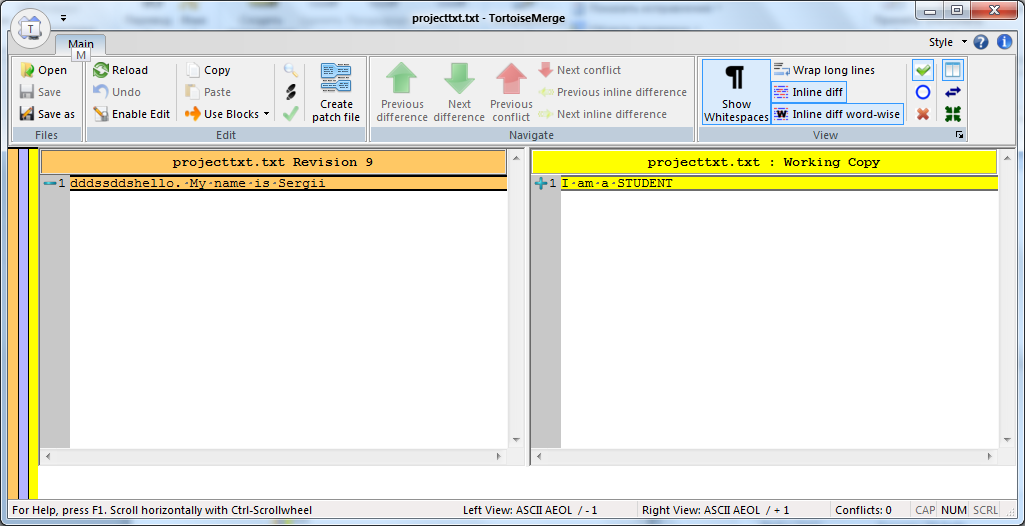 projecttxt.txt - TortoiseMerge
T
Main
M
Style
Open
Save
Save as
Files
Reload
Undo
Enable Edit
Copy
Paste
Use Blocks
Create
patch file
Edit
Previous
difference
Next
difference
Previous
conflict
Next conflict
Previous inline difference
Next inline difference
Navigate
¶
Show
Whitespaces
Wrap long lines
Inline diff
Inline diff word-wise
View
projecttxt.txt Revision 9
1 dddssddshello.·My·name·is·Sergii
projecttxt.txt : Working Copy
1 I·am·a·STUDENT
For Help, press F1. Scroll horizontally with Ctrl-Scrollwheel
Left View: ASCII AEOL / - 1
Right View: ASCII AEOL / + 1
Conflicts: 0
CAP
NUM
SCRL